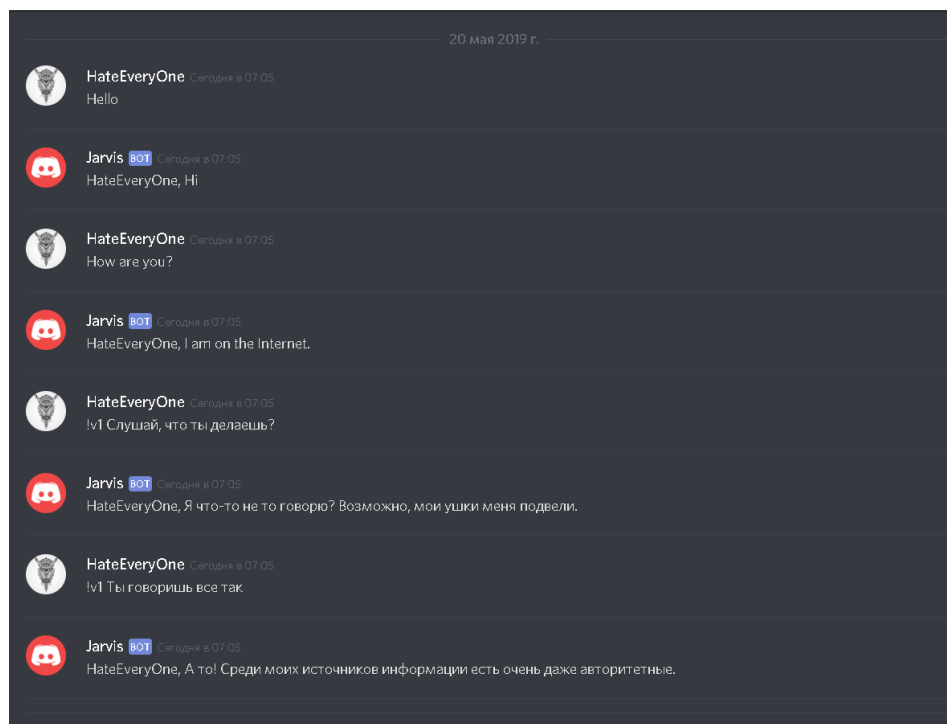 20 мая 2019 г.
HateEveryOne Сегодня в 07:05
Hello
Jarvis БОТ Сегодня в 07:05
HateEveryOne, Hi
HateEveryOne Сегодня в 07:05
How are you?
Jarvis БОТ Сегодня в 07:05
HateEveryOne, I am on the Internet.
HateEveryOne Сегодня в 07:05
!v1 Слушай, что ты делаешь?
Jarvis БОТ Сегодня в 07:05
HateEveryOne, Я что-то не то говорю? Возможно, мои ушки меня подвели.
HateEveryOne Сегодня в 07:05
!v1 Ты говоришь все так
Jarvis БОТ Сегодня в 07:05
HateEveryOne, А то! Среди моих источников информации есть очень даже авторитетные.